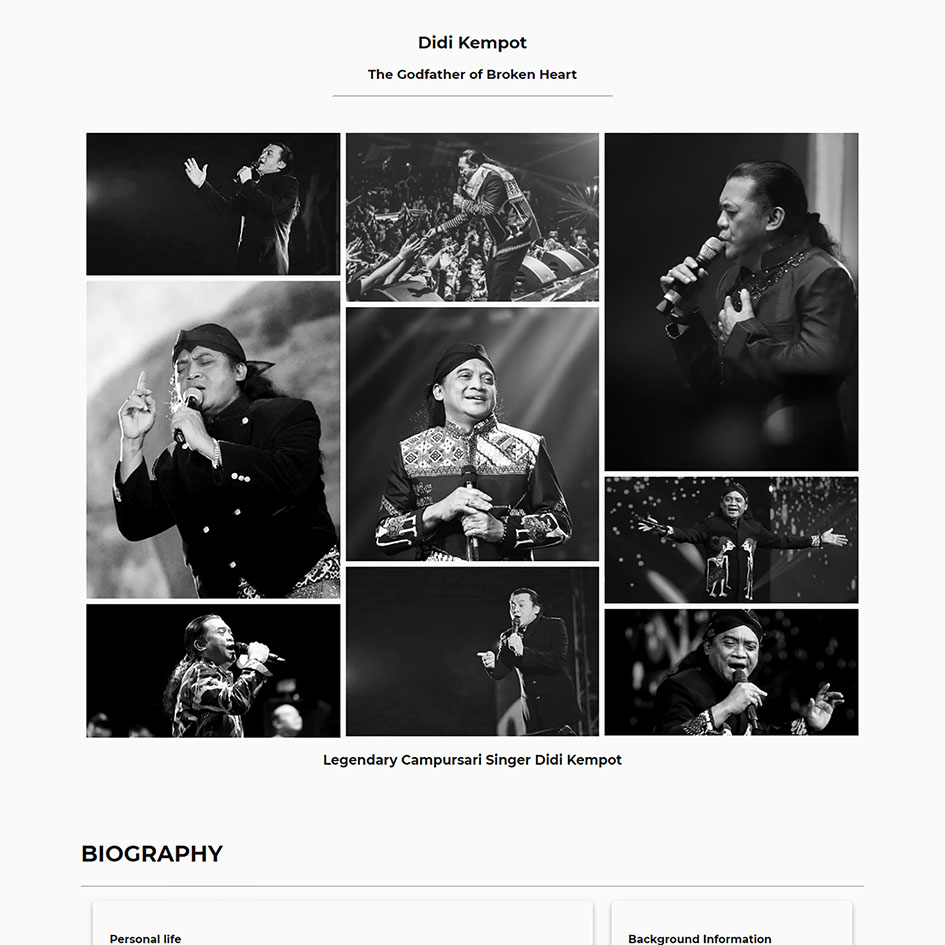 Didi Kempot
The Godfather of Broken Heart
Legendary Campursari Singer Didi Kempot
BIOGRAPHY
Personal life
Background Information